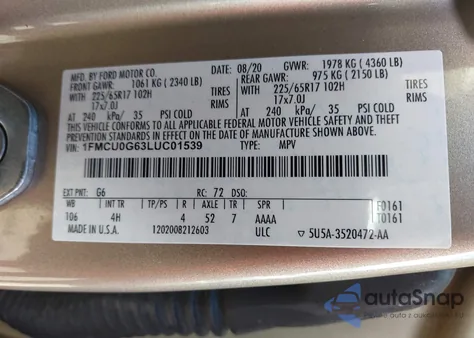 MFD. BY FORD MOTOR CO.
08/20 GVWR: 1978 KG (4360 LB)
FRONT GAWR: 1061 KG (2340 LB) REAR GAWR: 975 KG (2150 LB)
WITH 225/65R17 102H TIRES WITH 225/65R17 102H TIRES
17x7.0J RIMS 17x7.0J RIMS
AT 240 kPa/ 35 PSI COLD AT 240 kPa/ 35 PSI COLD
THIS VEHICLE CONFORMS TO ALL APPLICABLE FEDERAL MOTOR VEHICLE SAFETY, BUMPER, AND THEFT
PREVENTION STANDARDS IN EFFECT ON THE DATE OF MANUFACTURE SHOWN ABOVE.
VIN: 1FMCU0G63LUC01539 TYPE: MPV
EXT PNT: G6 RC: 72 DSO:
WB INT TR TP/PS R AXLE TR SPR
106 4H 4 52 7 AAAA
F0161
T0161
MADE IN U.S.A. 1202008212603 ULC ▽ 5U5A-3520472-AA
autoSnap